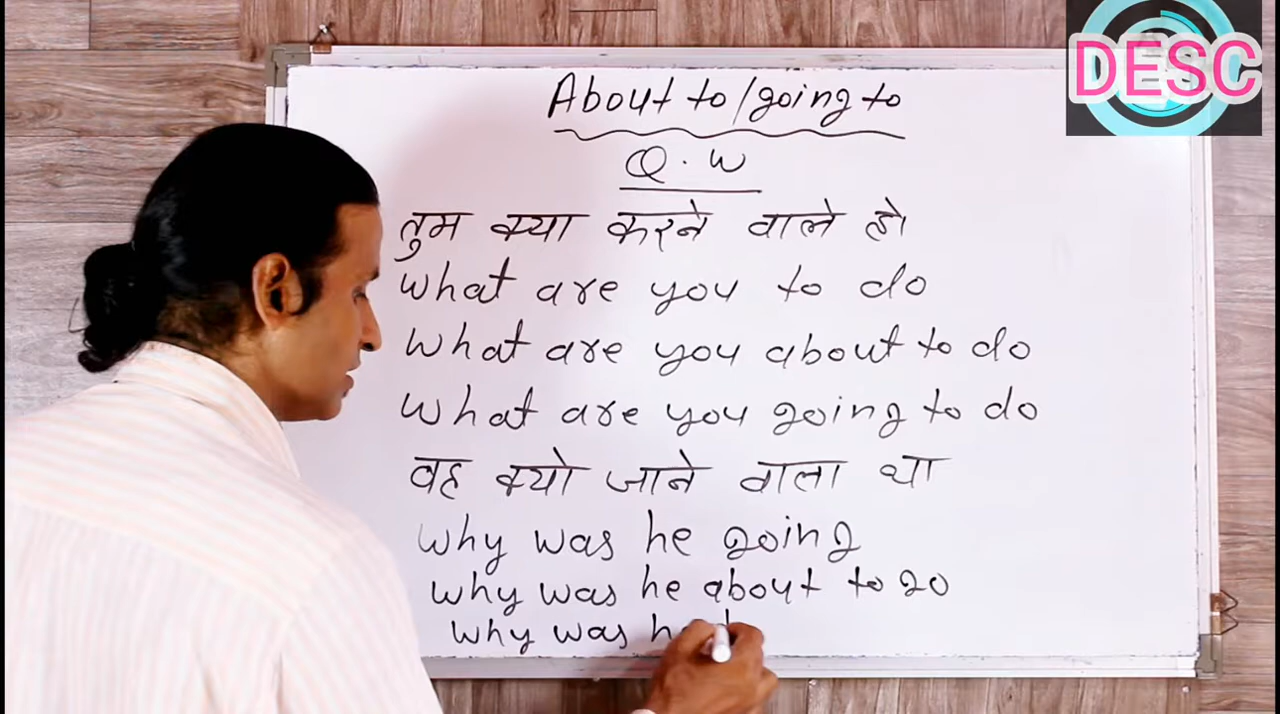 DESC
About to/going to
Q.W
तुम क्या करने वाले हो।
What are you to do
What are you about to do
What are you going to do
वह क्यो जाने वाला था
Why was he going
Why was he about to go
Why was